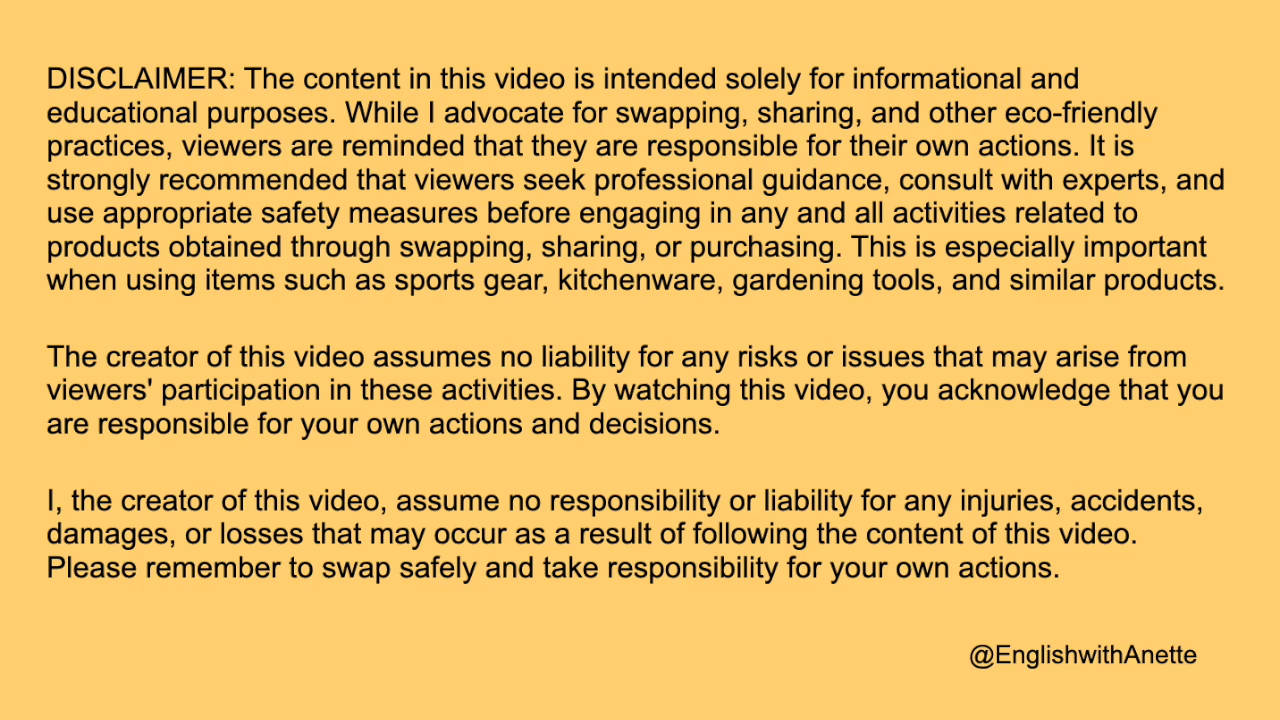 DISCLAIMER: The content in this video is intended solely for informational and
educational purposes. While I advocate for swapping, sharing, and other eco-friendly
practices, viewers are reminded that they are responsible for their own actions. It is
strongly recommended that viewers seek professional guidance, consult with experts, and
use appropriate safety measures before engaging in any and all activities related to
products obtained through swapping, sharing, or purchasing. This is especially important
when using items such as sports gear, kitchenware, gardening tools, and similar products.
The creator of this video assumes no liability for any risks or issues that may arise from
viewers' participation in these activities. By watching this video, you acknowledge that you
are responsible for your own actions and decisions.
I, the creator of this video, assume no responsibility or liability for any injuries, accidents,
damages, or losses that may occur as a result of following the content of this video.
Please remember to swap safely and take responsibility for your own actions.
@EnglishwithAnette